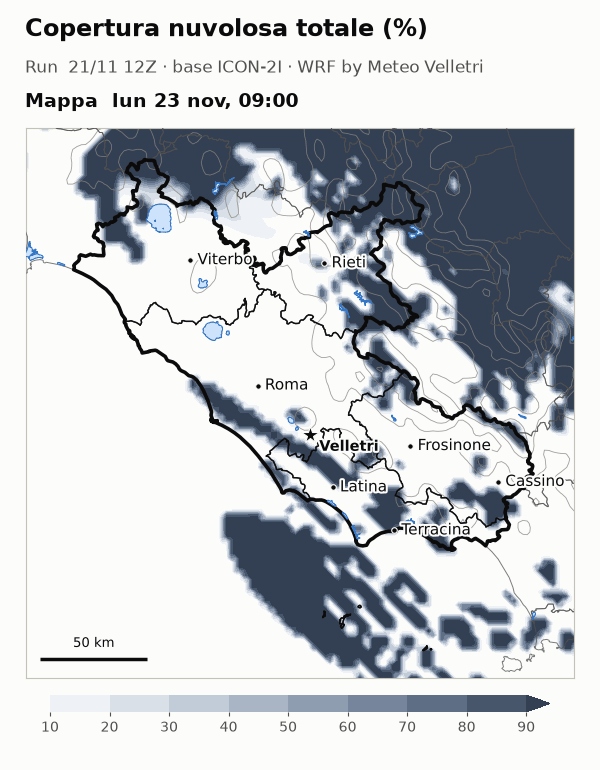 Copertura nuvolosa totale (%)
Run  21/11 12Z · base ICON-2I · WRF by Meteo Velletri
Mappa  lun 23 nov, 09:00
Viterbo
Rieti
Roma
Velletri
Frosinone
Cassino
Latina
Terracina
50 km
10 20 30 40 50 60 70 80 90